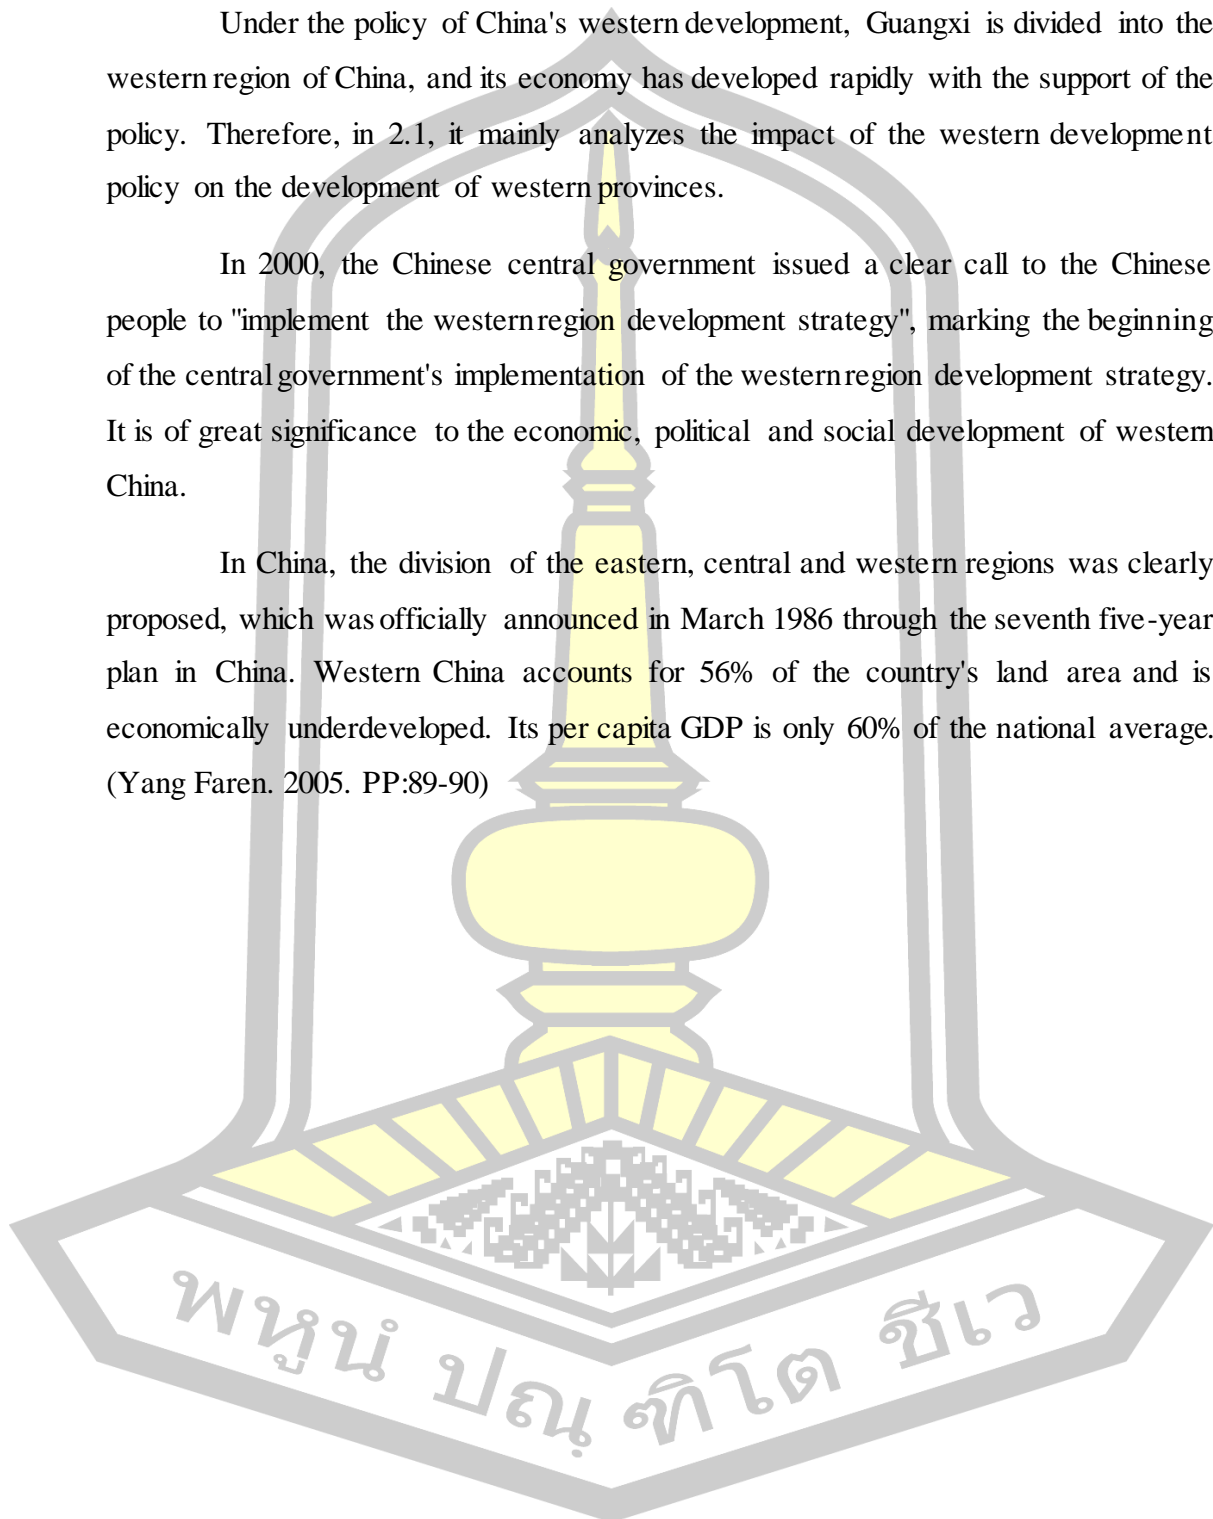 Under the policy of China's western development, Guangxi is divided into the
western region of China, and its economy has developed rapidly with the support of the
policy. Therefore, in 2.1, it mainly analyzes the impact of the western development
policy on the development of western provinces.
In 2000, the Chinese central government issued a clear call to the Chinese
people to "implement the western region development strategy", marking the beginning
of the central government's implementation of the western region development strategy.
It is of great significance to the economic, political and social development of western
China.
In China, the division of the eastern, central and western regions was clearly
proposed, which was officially announced in March 1986 through the seventh five-year
plan in China. Western China accounts for 56% of the country's land area and is
economically underdeveloped. Its per capita GDP is only 60% of the national average.
(Yang Faren. 2005. PP:89-90)
พหูนํ ปณฺฑิโต ชีเว